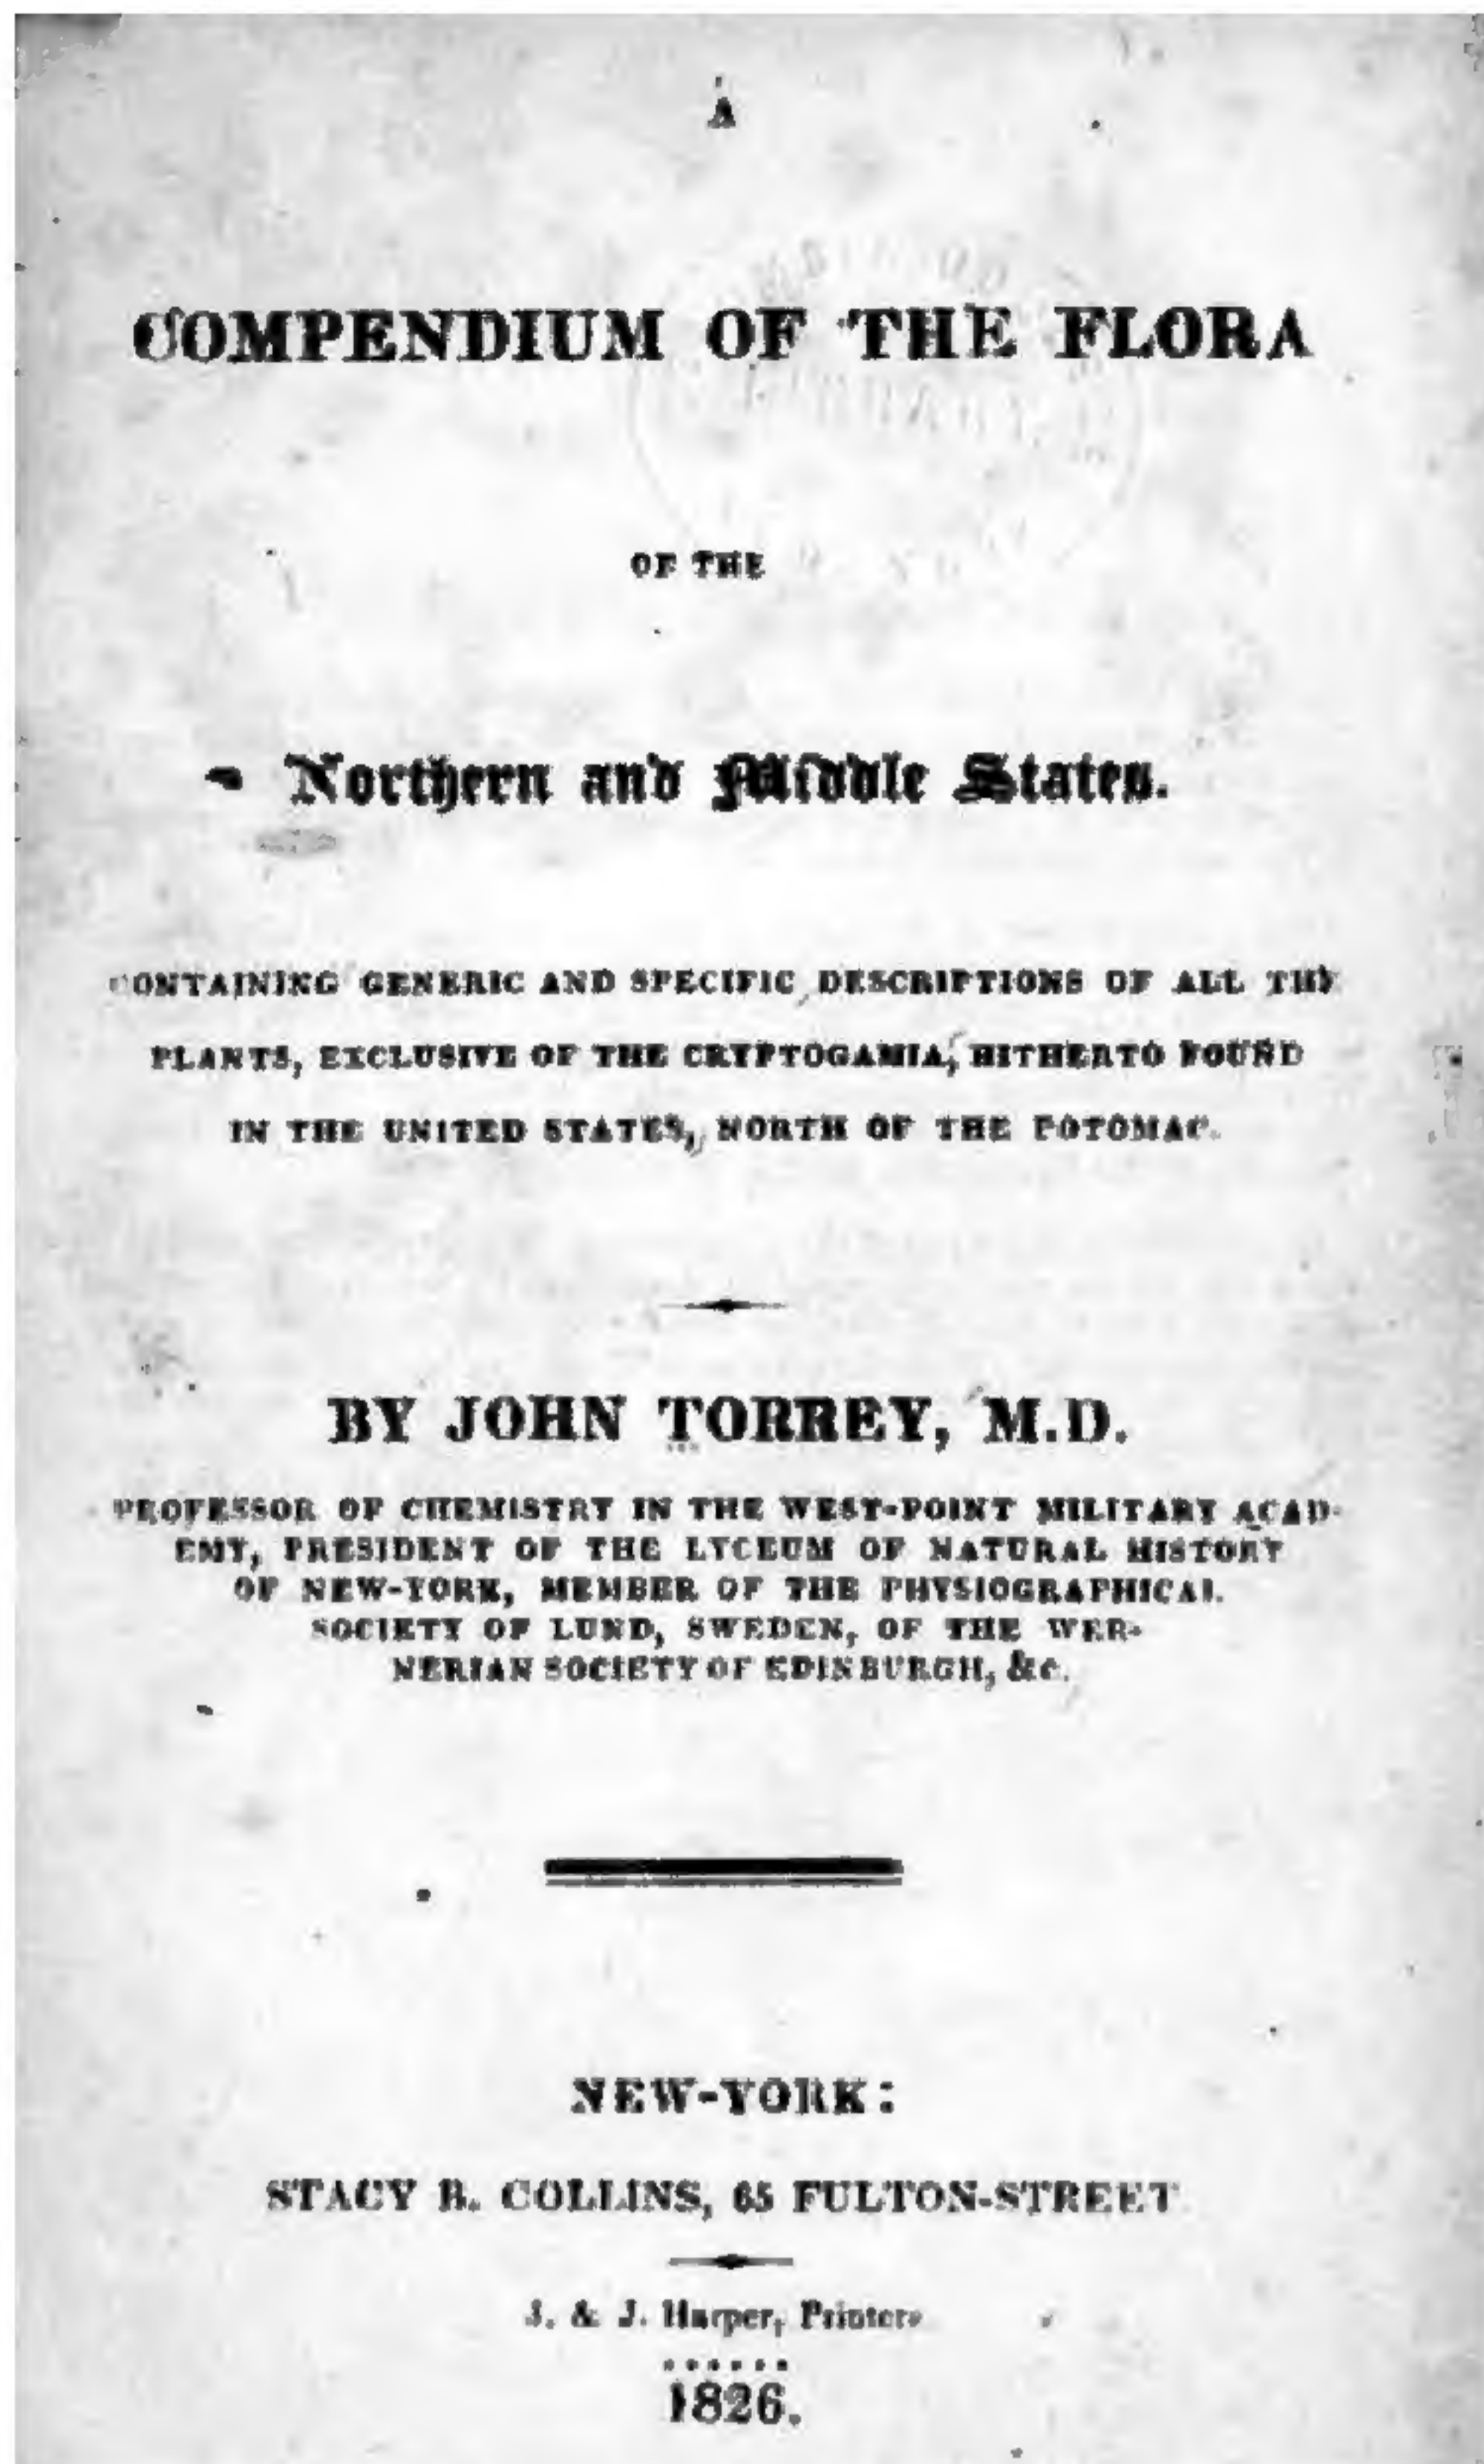 A
COMPENDIUM OF THE FLORA
OF THE
Northern and Middle States.
CONTAINING GENERIC AND SPECIFIC DESCRIPTIONS OF ALL THE
PLANTS, EXCLUSIVE OF THE CRYPTOGAMIA, HITHERTO FOUND
IN THE UNITED STATES, NORTH OF THE POTOMAC.
BY JOHN TORREY, M.D.
PROFESSOR OF CHEMISTRY IN THE WEST-POINT MILITARY ACAD-
EMY, PRESIDENT OF THE LYCEUM OF NATURAL HISTORY
OF NEW-YORK, MEMBER OF THE PHYSIOGRAPHICAL
SOCIETY OF LUND, SWEDEN, OF THE WER-
NERIAN SOCIETY OF EDINBURGH, &c.
NEW-YORK:
STACY B. COLLINS, 65 FULTON-STREET
J. & J. Harper, Printers
1826.